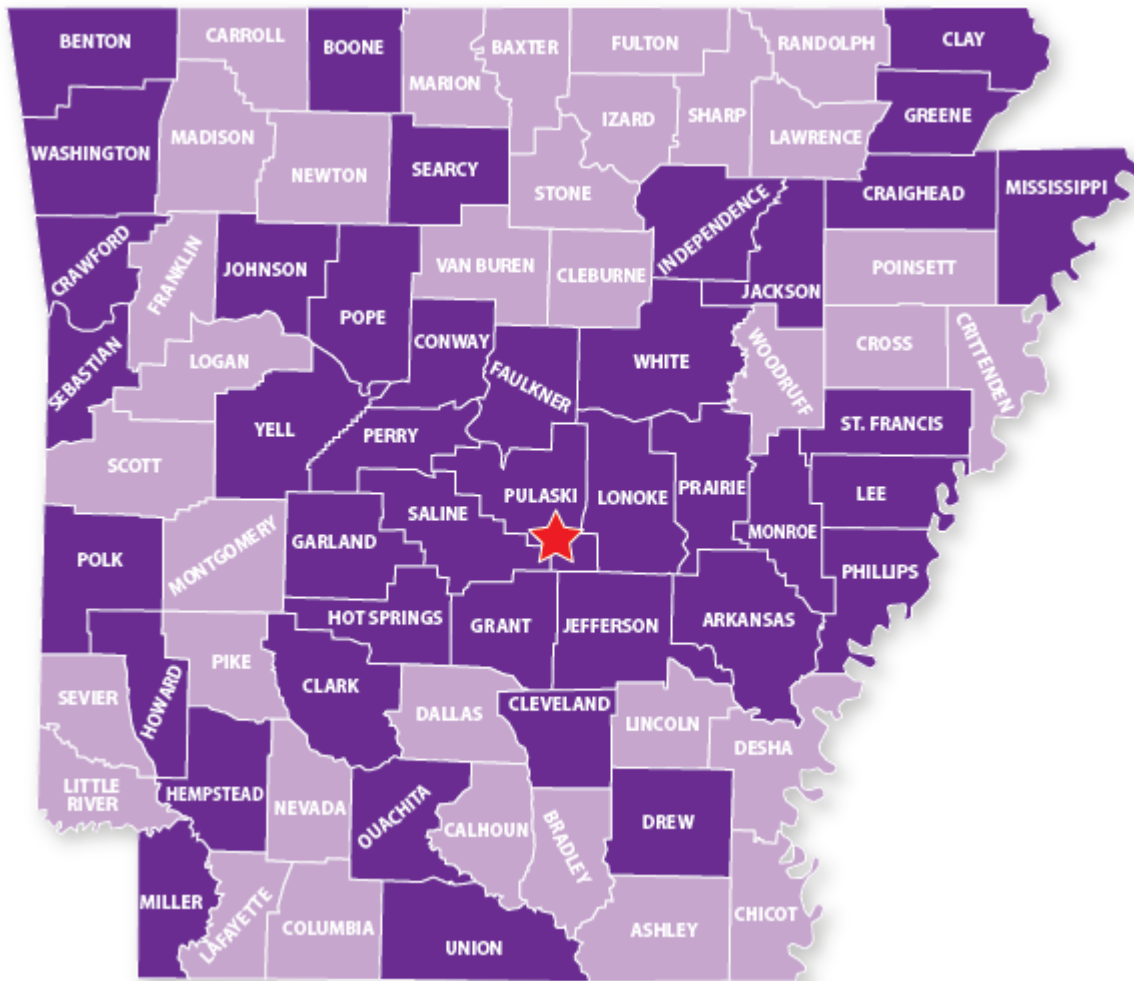 BENTON
CARROLL
BOONE
MARION
BAXTER
FULTON
RANDOLPH
CLAY
GREENE
SHARP
IZARD
LAWRENCE
WASHINGTON
MADISON
NEWTON
SEARCY
STONE
INDEPENDENCE
CRAIGHEAD
MISSISSIPPI
CRAWFORD
FRANKLIN
JOHNSON
POPE
VAN BUREN
CLEBURNE
JACKSON
POINSETT
SEBASTIAN
LOGAN
CONWAY
FAULKNER
WHITE
WOODRUFF
CROSS
CRITTENDEN
SCOTT
YELL
PERRY
ST. FRANCIS
PULASKI
LONOKE
PRAIRIE
MONROE
LEE
POLK
MONTGOMERY
GARLAND
SALINE
PHILLIPS
HOT SPRINGS
GRANT
JEFFERSON
ARKANSAS
SEVIER
HOWARD
PIKE
CLARK
DALLAS
CLEVELAND
LINCOLN
DESHA
LITTLE
RIVER
HEMPSTEAD
NEVADA
OUACHITA
CALHOUN
BRADLEY
DREW
MILLER
LAFAYETTE
COLUMBIA
UNION
ASHLEY
CHICOT